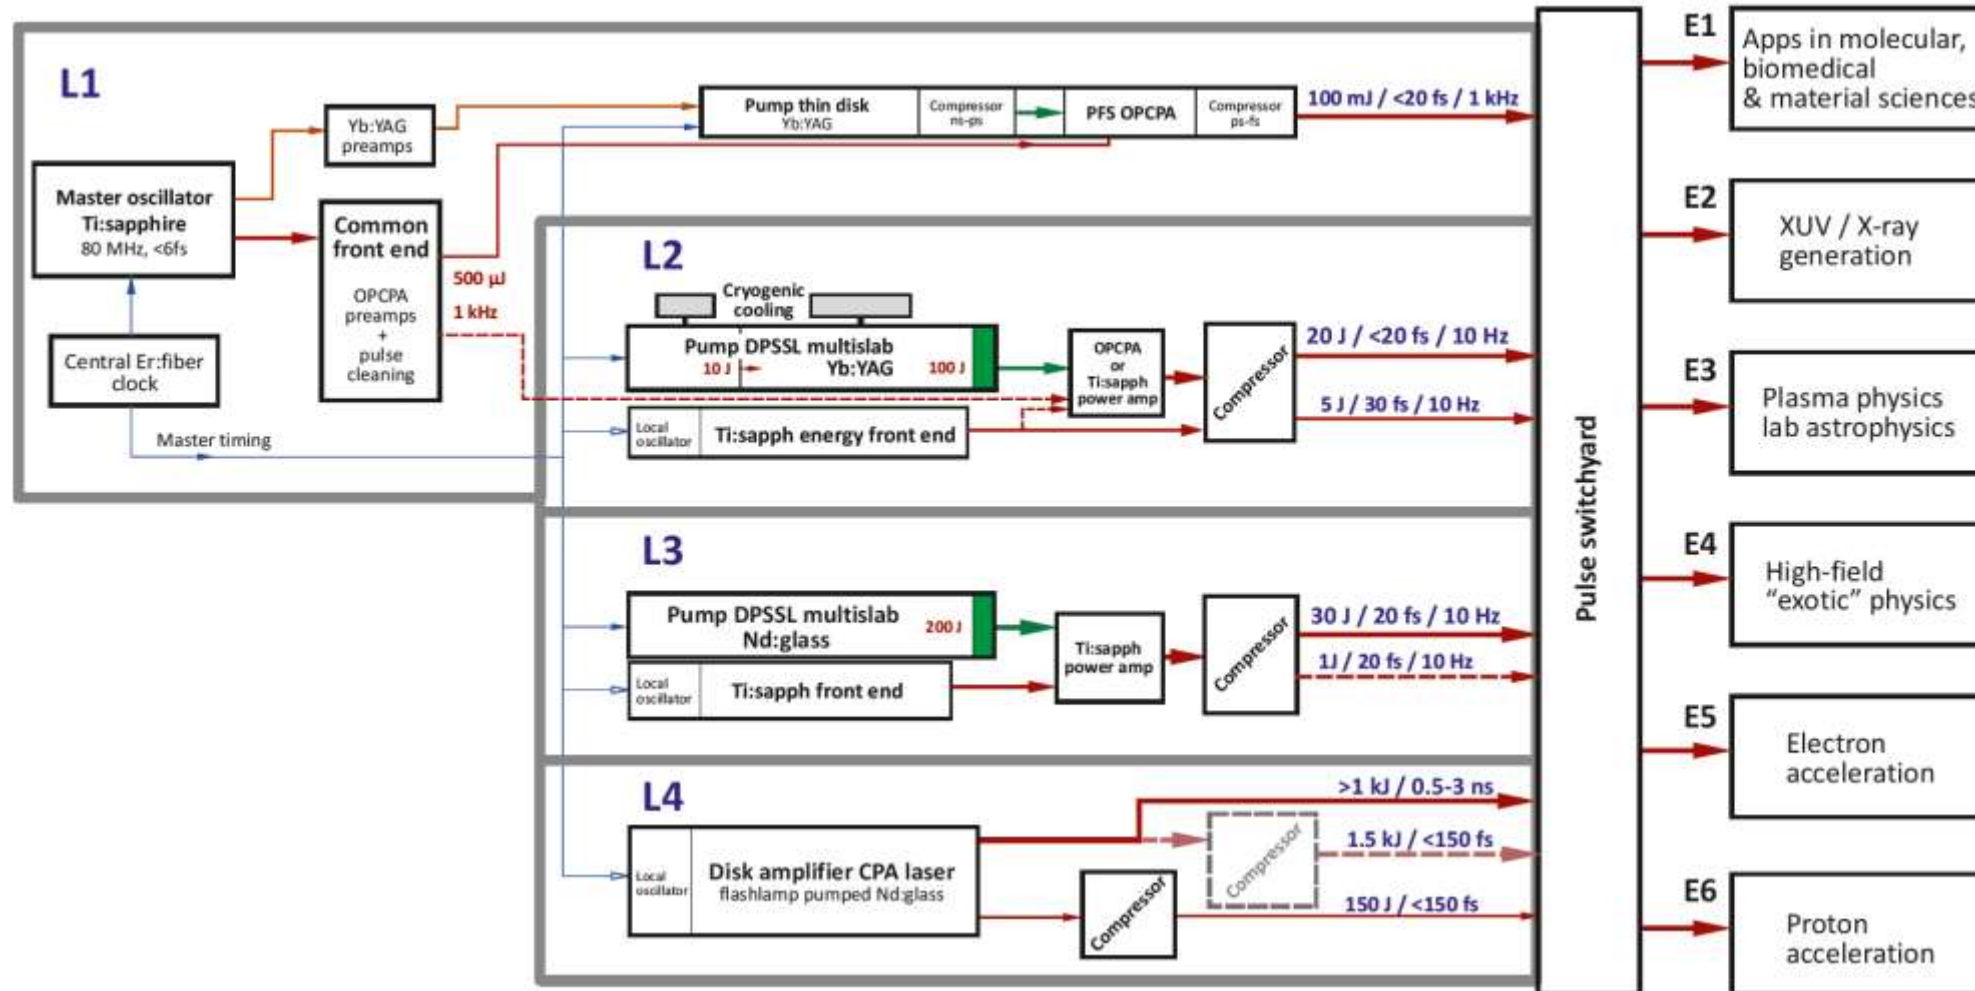 L1
Master oscillator
Ti:sapphire
80 MHz, <6fs
Central Er:fiber
clock
Master timing
Yb:YAG
preamps
Common
front end
OPCPA
preamps
+
pulse
cleaning
500 µJ
1 kHz
Pump thin disk
Yb:YAG
Compressor
ns-ps
PFS OPCPA
Compressor
ps-fs
100 mJ / <20 fs / 1 kHz
L2
Cryogenic
cooling
Pump DPSSL multislab
10 J
Yb:YAG
100 J
Local
oscillator
Ti:sapph energy front end
OPCPA
or
Ti:sapph
power amp
Compressor
20 J / <20 fs / 10 Hz
5 J / 30 fs / 10 Hz
L3
Pump DPSSL multislab
Nd:glass
200 J
Local
oscillator
Ti:sapph front end
Ti:sapph
power amp
Compressor
30 J / 20 fs / 10 Hz
1J / 20 fs / 10 Hz
L4
Local
oscillator
Disk amplifier CPA laser
flashlamp pumped Nd:glass
Compressor
Compressor
>1 kJ / 0.5-3 ns
1.5 kJ / <150 fs
150 J / <150 fs
Pulse switchyard
E1
Apps in molecular,
biomedical
& material sciences
E2
XUV / X-ray
generation
E3
Plasma physics
lab astrophysics
E4
High-field
“exotic” physics
E5
Electron
acceleration
E6
Proton
acceleration